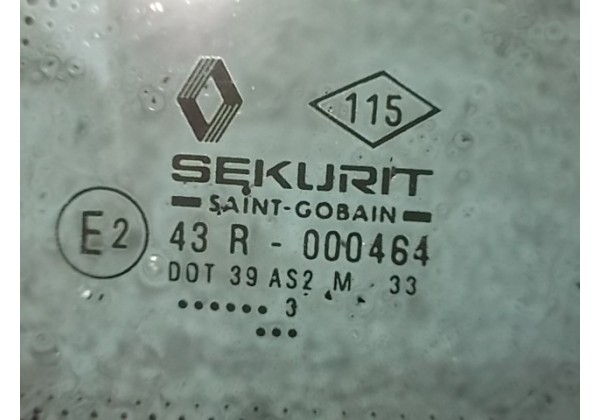 115
SEKURIT
SAINT-GOBAIN
E2 43 R - 000464
DOT 39 AS2 M 33
...... 3
...